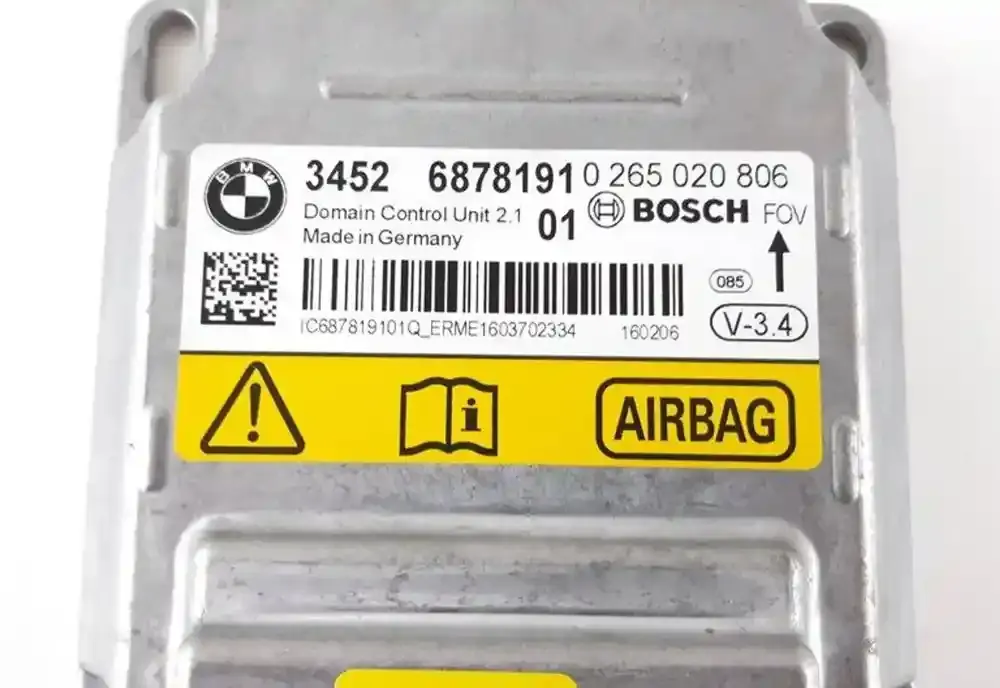 BMW
3452 6878191 0 265 020 806
Domain Control Unit 2.1 01 BOSCH FOV
Made in Germany
085
IC687819101Q_ERME1603702334 160206 V-3.4
AIRBAG